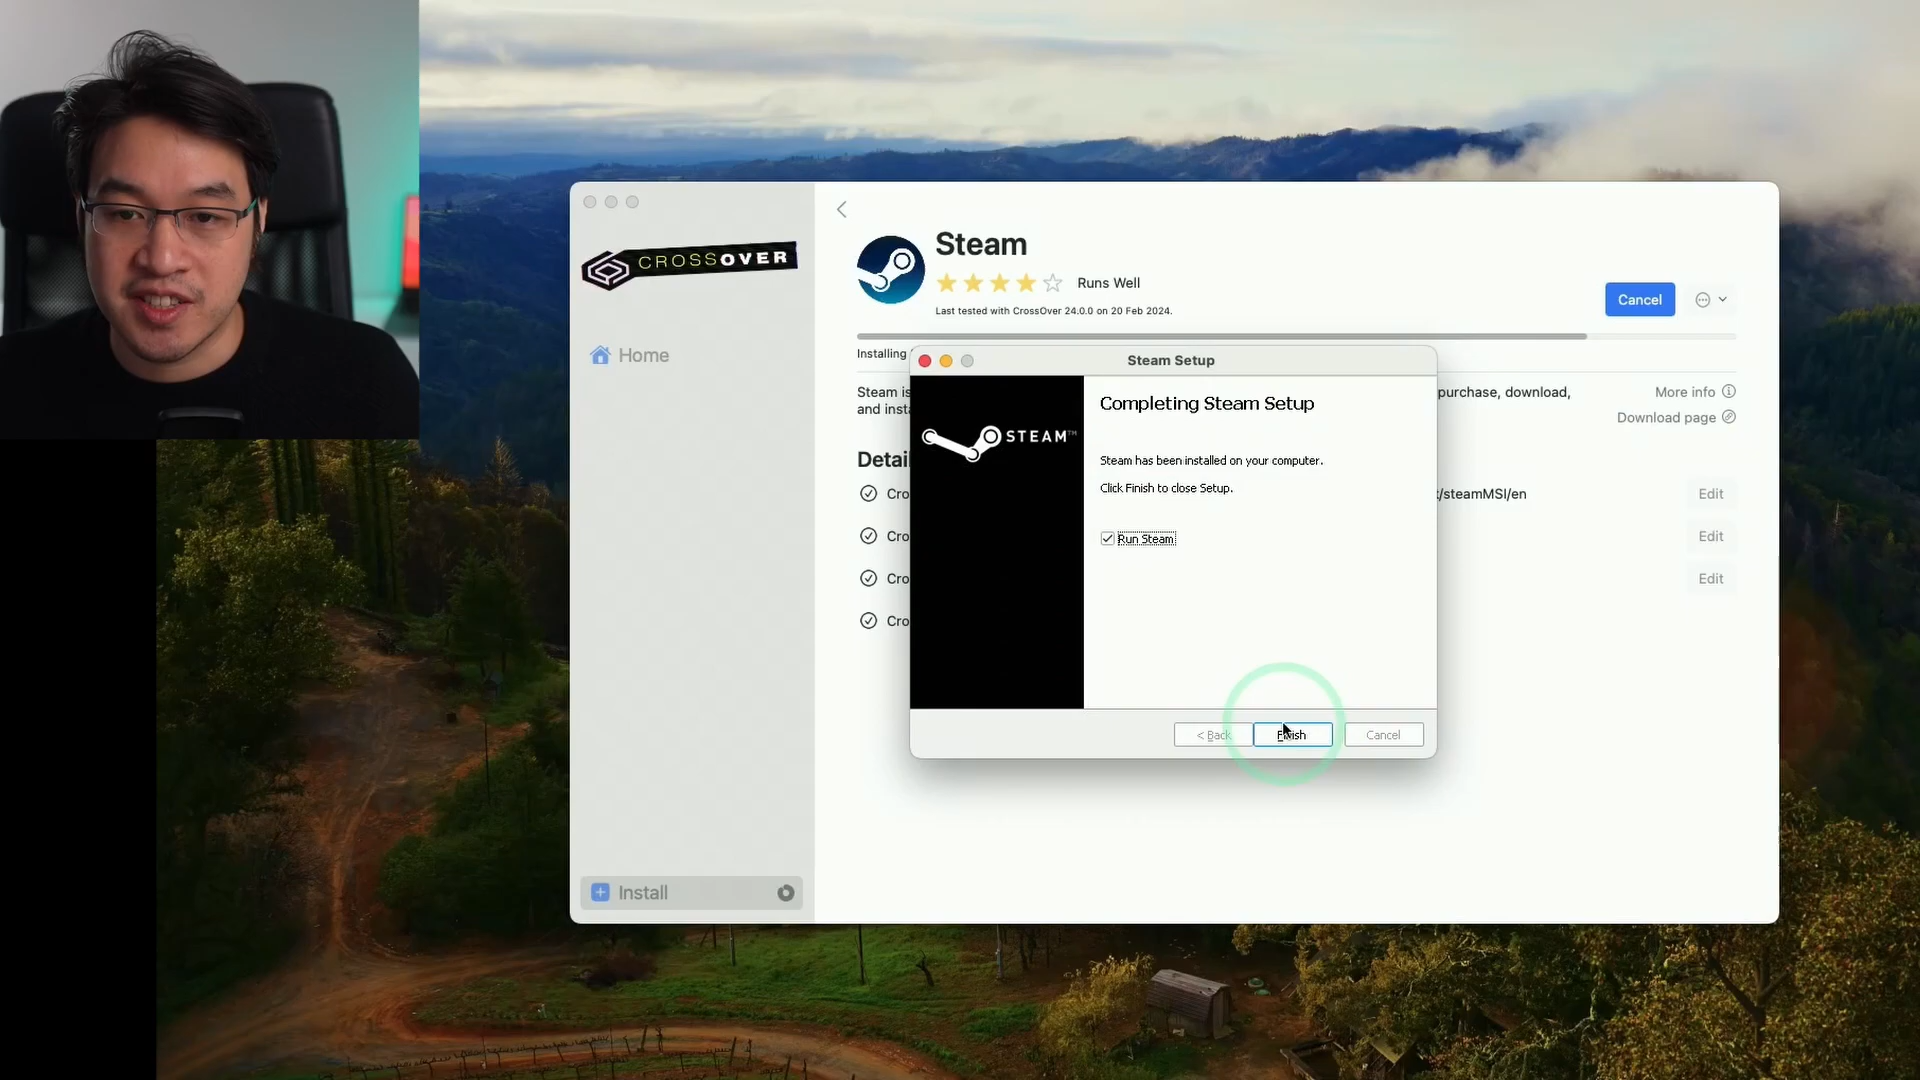 CROSSOVER
Home
Install
Steam
Runs Well
Last tested with CrossOver 24.0.0 on 20 Feb 2024.
Cancel
Installing
Steam is
purchase, download,
and insta
More info
Download page
Detai
Cro
/steamMSI/en
Edit
Cro
Edit
Cro
Edit
Cro
Steam Setup
STEAM™
Completing Steam Setup
Steam has been installed on your computer.
Click Finish to close Setup.
Run Steam
< Back
Finish
Cancel